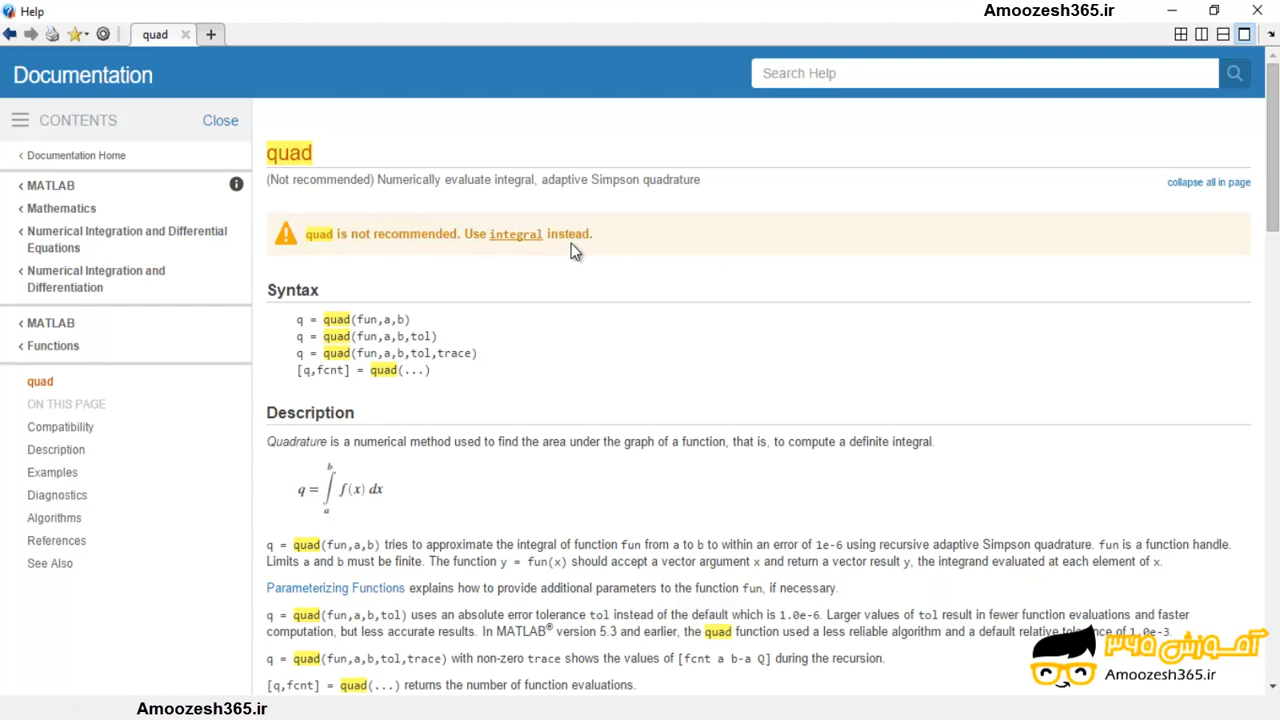 Help
Amoozesh365.ir
quad
Documentation
Search Help
CONTENTS
Close
Documentation Home
MATLAB
Mathematics
Numerical Integration and Differential
Equations
Numerical Integration and
Differentiation
MATLAB
Functions
quad
ON THIS PAGE
Compatibility
Description
Examples
Diagnostics
Algorithms
References
See Also
quad
(Not recommended) Numerically evaluate integral, adaptive Simpson quadrature
collapse all in page
quad is not recommended. Use integral instead.
Syntax
q = quad(fun,a,b)
q = quad(fun,a,b,tol)
q = quad(fun,a,b,tol,trace)
[q,fcnt] = quad(...)
Description
Quadrature is a numerical method used to find the area under the graph of a function, that is, to compute a definite integral.
q = ∫ₐᵇ f(x) dx
q = quad(fun,a,b) tries to approximate the integral of function fun from a to b to within an error of 1e-6 using recursive adaptive Simpson quadrature. fun is a function handle.
Limits a and b must be finite. The function y = fun(x) should accept a vector argument x and return a vector result y, the integrand evaluated at each element of x.
Parameterizing Functions explains how to provide additional parameters to the function fun, if necessary.
q = quad(fun,a,b,tol) uses an absolute error tolerance tol instead of the default which is 1.0e-6. Larger values of tol result in fewer function evaluations and faster
computation, but less accurate results. In MATLAB® version 5.3 and earlier, the quad function used a less reliable algorithm and a default relative tolerance of 1.0e-3.
q = quad(fun,a,b,tol,trace) with non-zero trace shows the values of [fcnt a b-a Q] during the recursion.
[q,fcnt] = quad(...) returns the number of function evaluations.
آموزش ۳۶۵
Amoozesh365.ir
Amoozesh365.ir